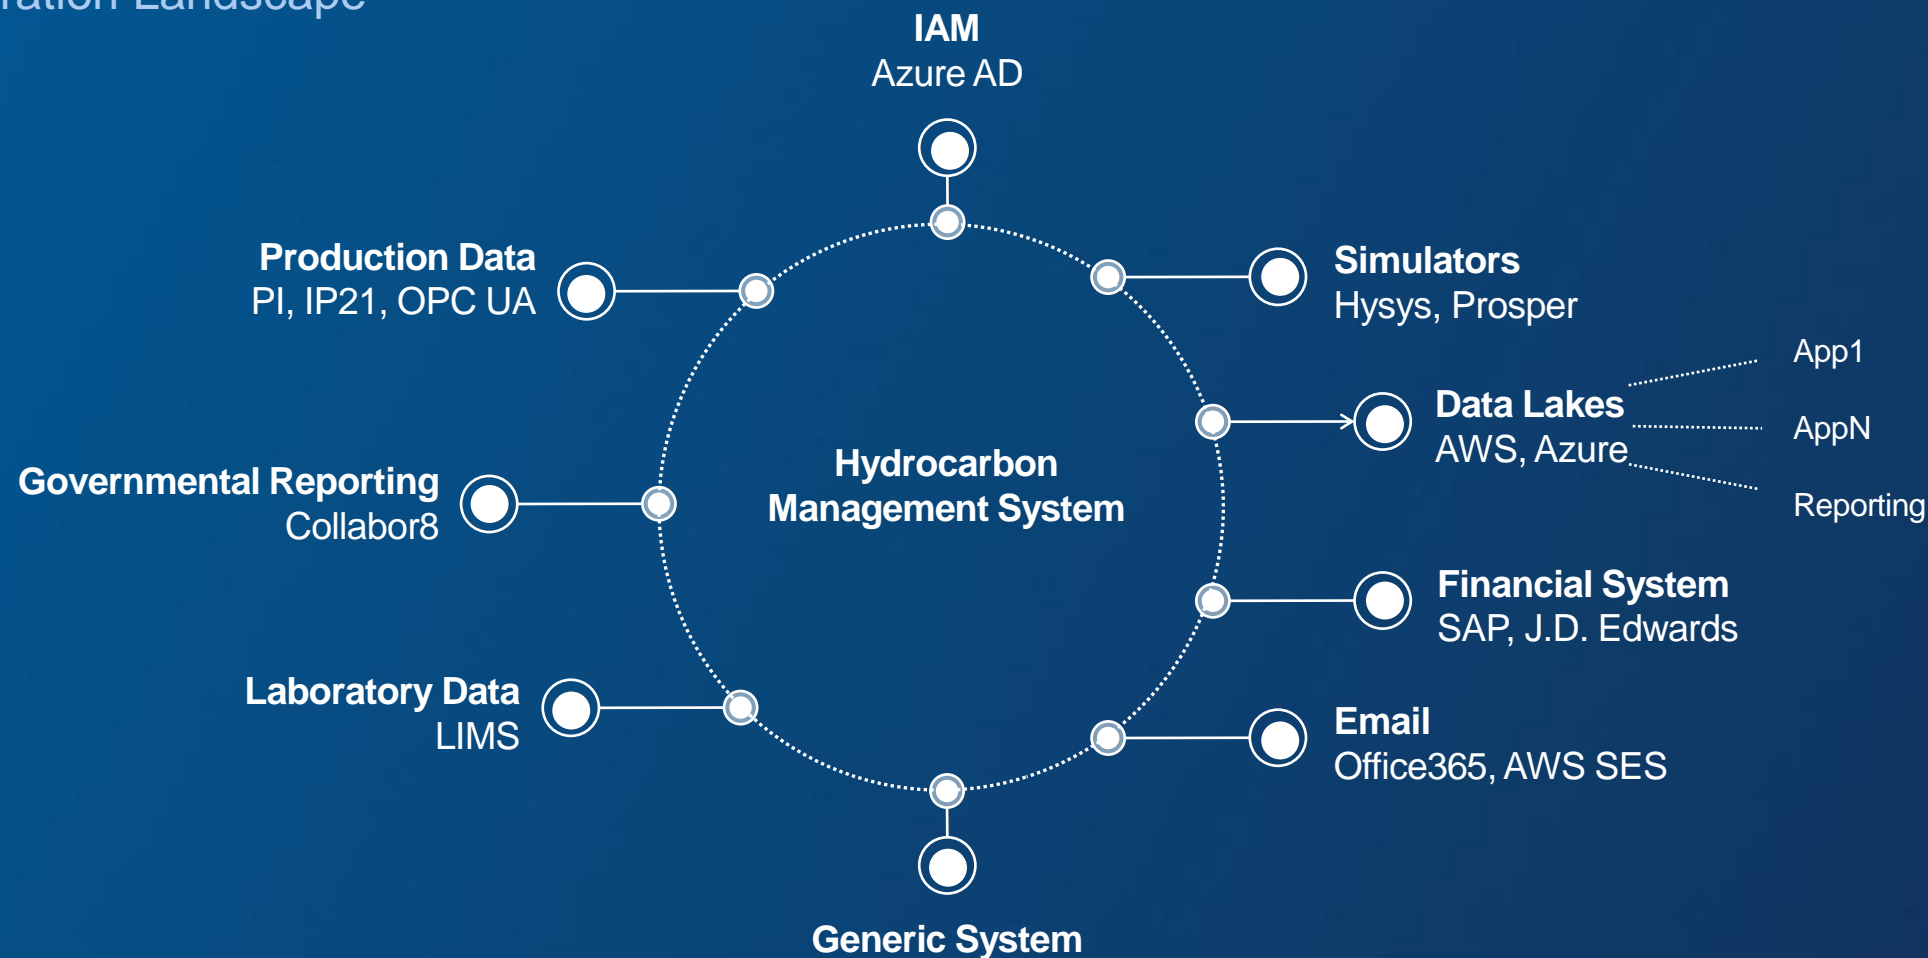 ration Landscape
IAM
Azure AD
Production Data
PI, IP21, OPC UA
Simulators
Hysys, Prosper
App1
Data Lakes
AWS, Azure
AppN
Reporting
Hydrocarbon
Management System
Governmental Reporting
Collabor8
Financial System
SAP, J.D. Edwards
Laboratory Data
LIMS
Email
Office365, AWS SES
Generic System